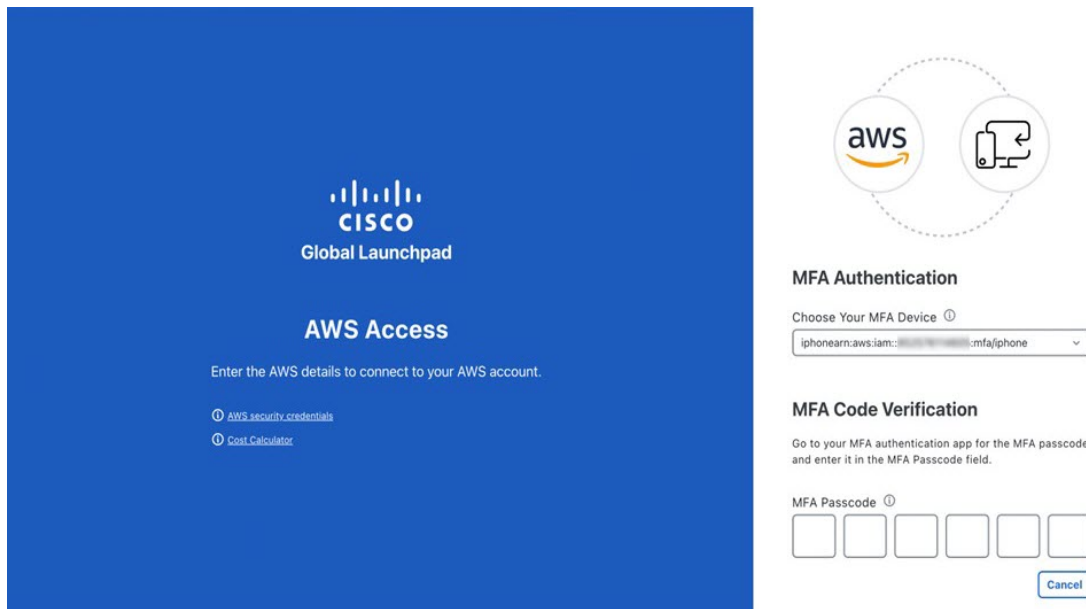 CISCO
Global Launchpad
AWS Access
Enter the AWS details to connect to your AWS account.
AWS security credentials
Cost Calculator
aws
MFA Authentication
Choose Your MFA Device
iphonearn:aws:iam:: :mfa/iphone
MFA Code Verification
Go to your MFA authentication app for the MFA passcode
and enter it in the MFA Passcode field.
MFA Passcode
Cancel